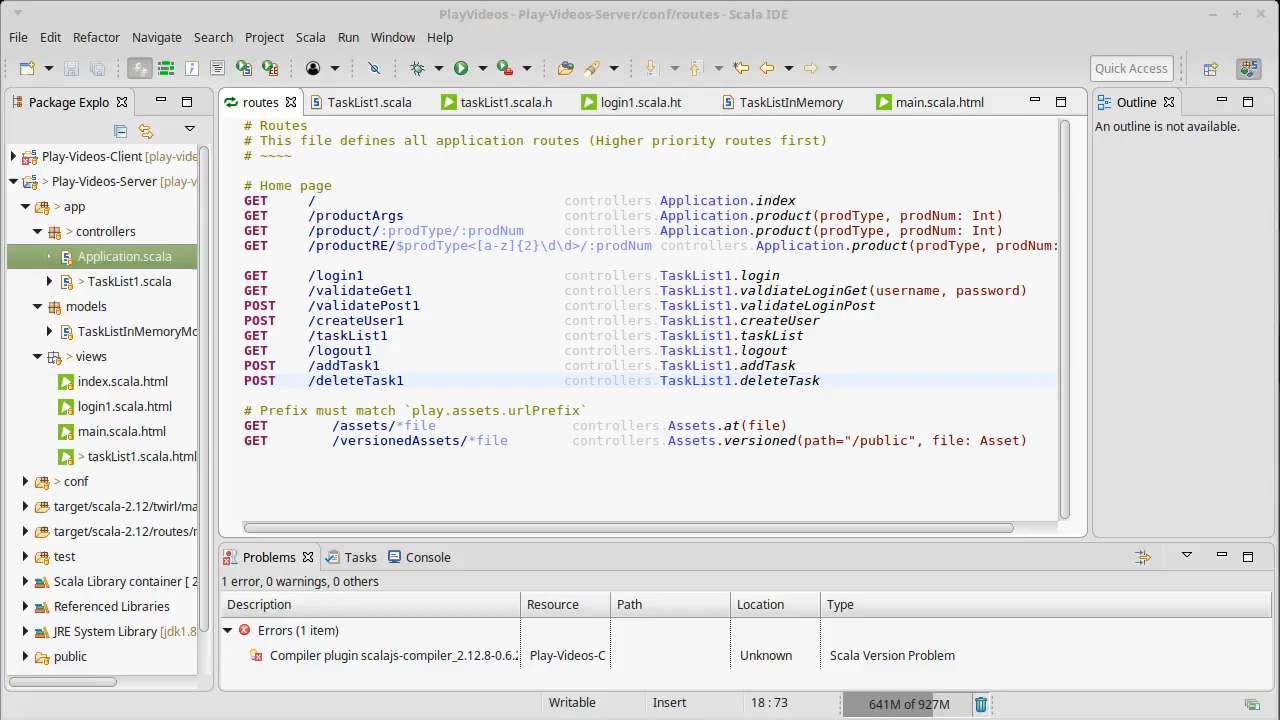 PlayVideos - Play-Videos-Server/conf/routes - Scala IDE
File Edit Refactor Navigate Search Project Scala Run Window Help
Quick Access
Package Explo
routes
TaskList1.scala
taskList1.scala.h
login1.scala.ht
TaskListInMemory
main.scala.html
Outline
An outline is not available.
Play-Videos-Client [play-vide
> Play-Videos-Server [play-v
> app
> controllers
Application.scala
> TaskList1.scala
models
TaskListInMemoryMo
> views
index.scala.html
login1.scala.html
main.scala.html
> taskList1.scala.html
> conf
target/scala-2.12/twirl/ma
target/scala-2.12/routes/r
test
Scala Library container [ 2
Referenced Libraries
JRE System Library [jdk1.8
public
# Routes
# This file defines all application routes (Higher priority routes first)
# ~~~~
# Home page
GET / controllers.Application.index
GET /productArgs controllers.Application.product(prodType, prodNum: Int)
GET /product/:prodType/:prodNum controllers.Application.product(prodType, prodNum: Int)
GET /productRE/$prodType<[a-z]{2}\d\d>/:prodNum controllers.Application.product(prodType, prodNum:
GET /login1 controllers.TaskList1.login
GET /validateGet1 controllers.TaskList1.valdiateLoginGet(username, password)
POST /validatePost1 controllers.TaskList1.validateLoginPost
POST /createUser1 controllers.TaskList1.createUser
GET /taskList1 controllers.TaskList1.taskList
GET /logout1 controllers.TaskList1.logout
POST /addTask1 controllers.TaskList1.addTask
POST /deleteTask1 controllers.TaskList1.deleteTask
# Prefix must match `play.assets.urlPrefix`
GET /assets/*file controllers.Assets.at(file)
GET /versionedAssets/*file controllers.Assets.versioned(path="/public", file: Asset)
Problems Tasks Console
1 error, 0 warnings, 0 others
Description Resource Path Location Type
Errors (1 item)
Compiler plugin scalajs-compiler_2.12.8-0.6.2 Play-Videos-C Unknown Scala Version Problem
Writable Insert 18 : 73 641M of 927M